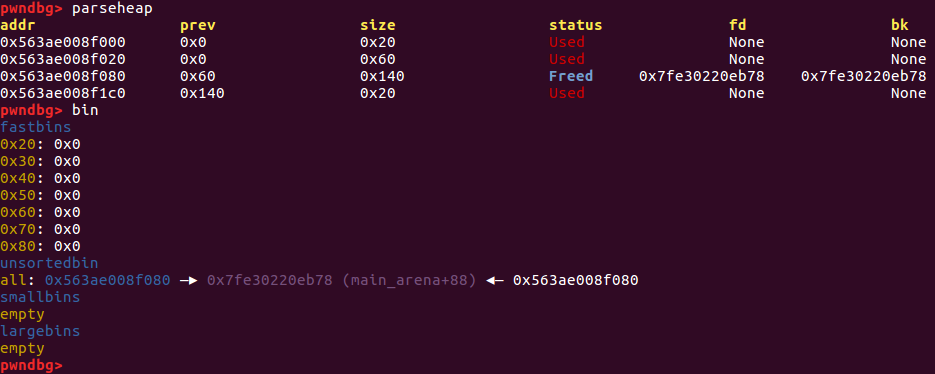 pwndbg> parseheap
addr prev size status fd bk
0x563ae008f000 0x0 0x20 Used None None
0x563ae008f020 0x0 0x60 Used None None
0x563ae008f080 0x60 0x140 Freed 0x7fe30220eb78 0x7fe30220eb78
0x563ae008f1c0 0x140 0x20 Used None None
pwndbg> bin
fastbins
0x20: 0x0
0x30: 0x0
0x40: 0x0
0x50: 0x0
0x60: 0x0
0x70: 0x0
0x80: 0x0
unsortedbin
all: 0x563ae008f080 —▸ 0x7fe30220eb78 (main_arena+88) ◂— 0x563ae008f080
smallbins
empty
largebins
empty
pwndbg>